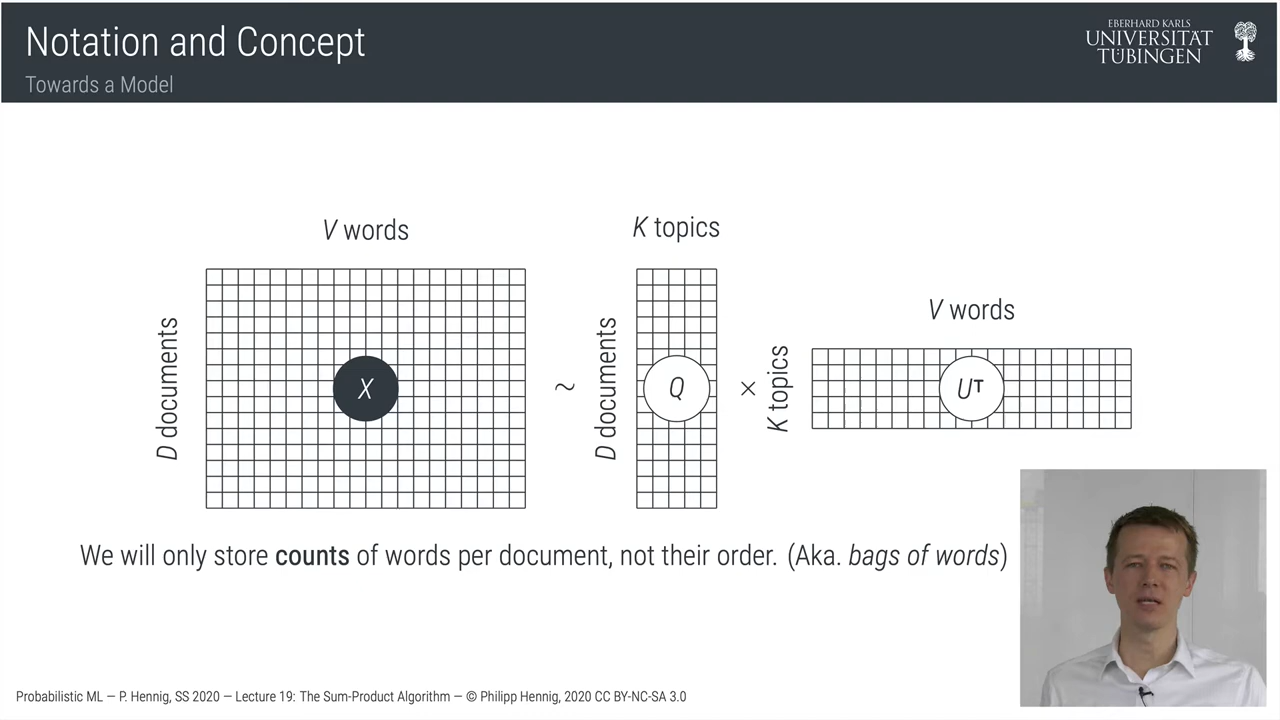 Notation and Concept
Towards a Model
EBERHARD KARLS
UNIVERSITÄT
TÜBINGEN
V words
D documents
X
~
K topics
D documents
Q
×
V words
K topics
Uᵀ
We will only store counts of words per document, not their order. (Aka. bags of words)
Probabilistic ML — P. Hennig, SS 2020 — Lecture 19: The Sum-Product Algorithm — © Philipp Hennig, 2020 CC BY-NC-SA 3.0